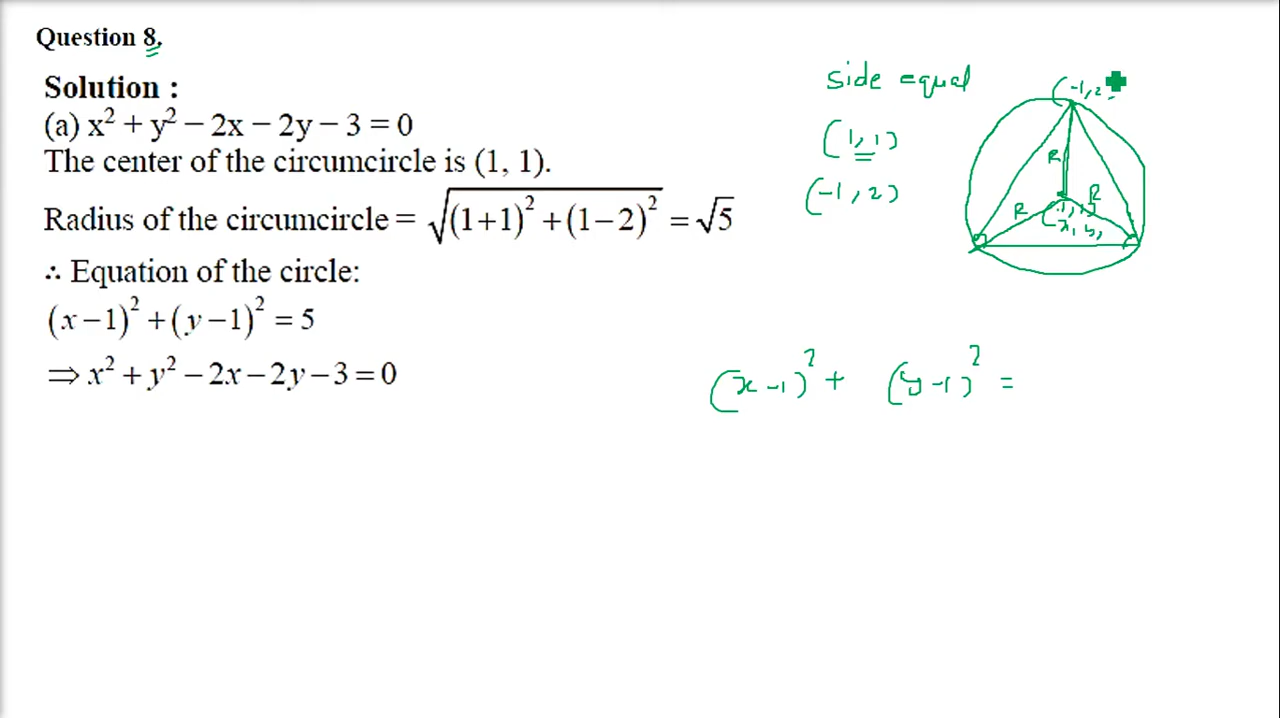 Question 8.
Solution :
(a) x² + y² − 2x − 2y − 3 = 0
The center of the circumcircle is (1, 1).
Radius of the circumcircle = √((1+1)² + (1−2)²) = √5
∴ Equation of the circle:
(x−1)² + (y−1)² = 5
⇒ x² + y² − 2x − 2y − 3 = 0
side equal
(1, 1)
(-1, 2)
(-1, 2)
R
R
R
(x-1)² + (y-1)² =